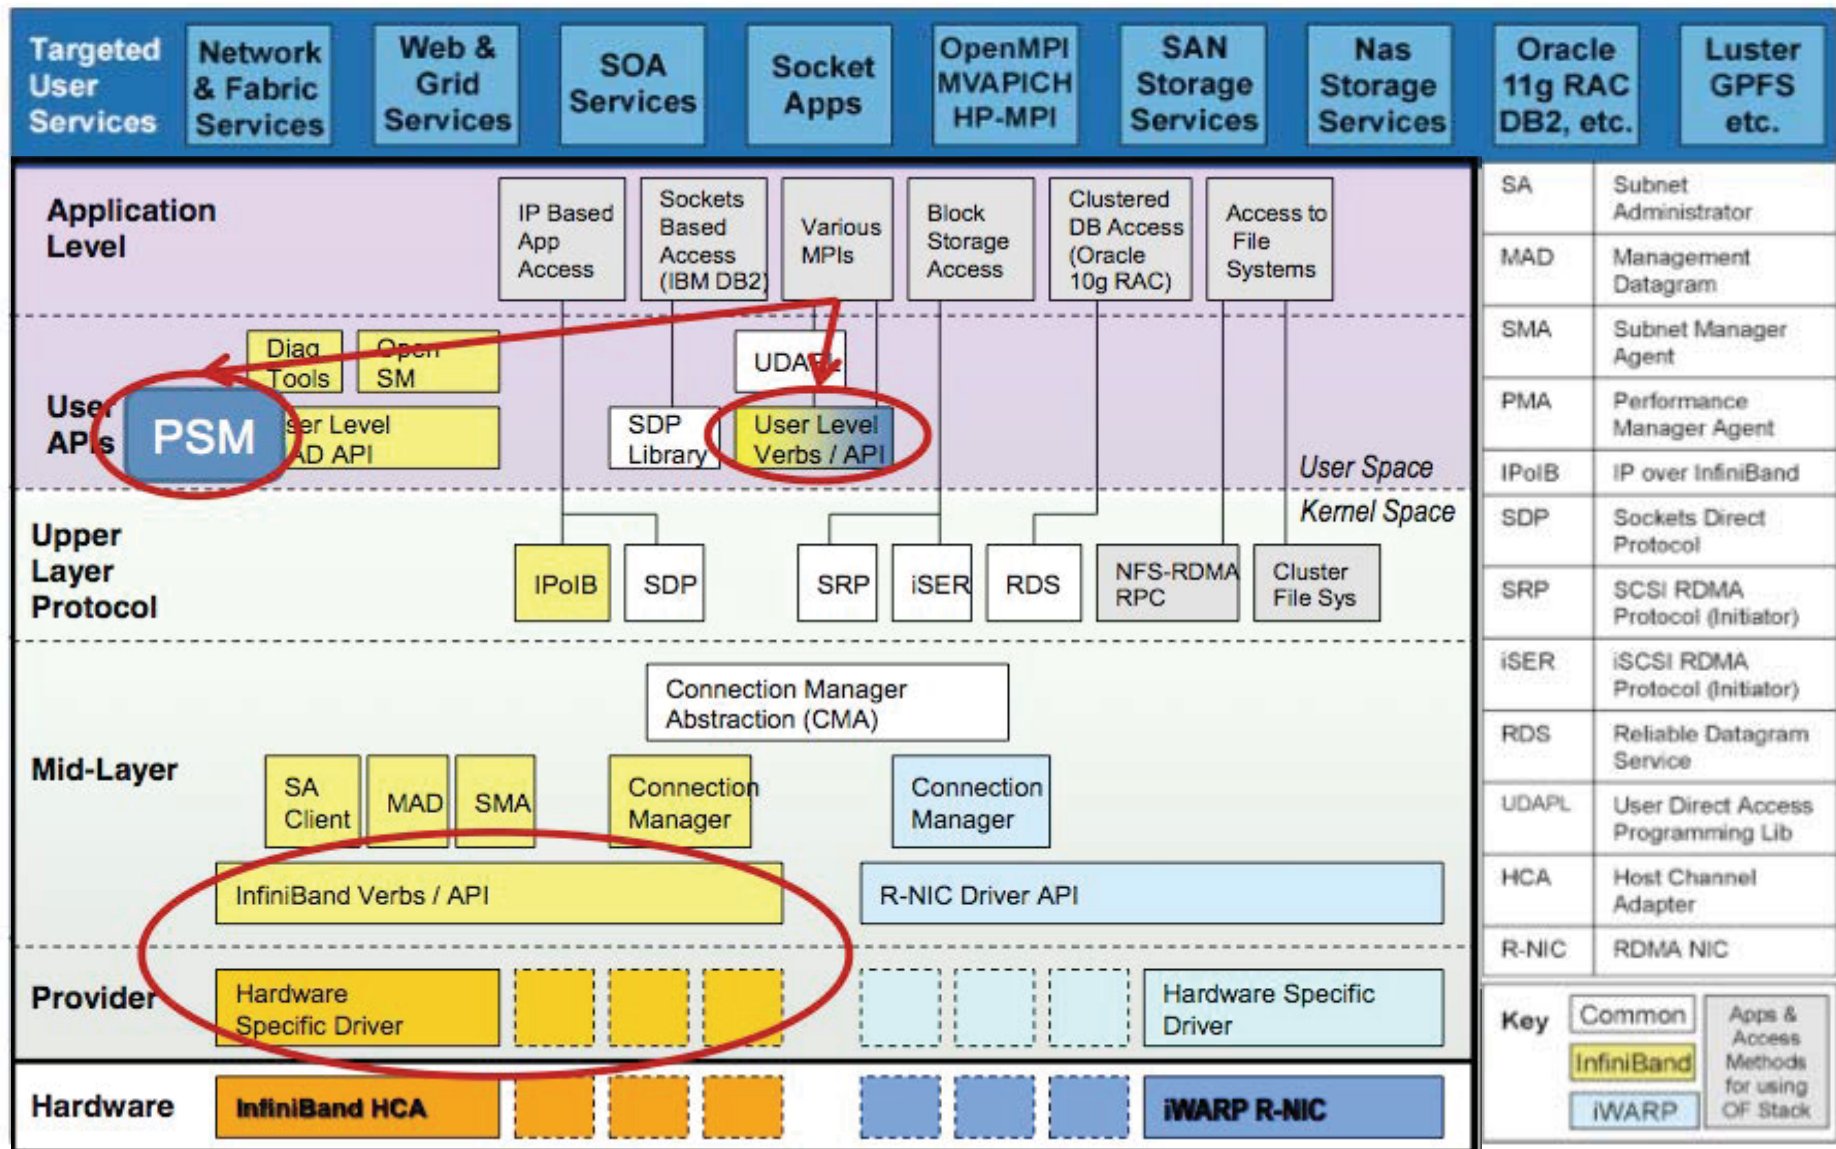 Targeted
User
Services
Network
& Fabric
Services
Web &
Grid
Services
SOA
Services
Socket
Apps
OpenMPI
MVAPICH
HP-MPI
SAN
Storage
Services
Nas
Storage
Services
Oracle
11g RAC
DB2, etc.
Luster
GPFS
etc.
Application
Level
IP Based
App
Access
Sockets
Based
Access
(IBM DB2)
Various
MPIs
Block
Storage
Access
Clustered
DB Access
(Oracle
10g RAC)
Access to
File
Systems
User
APIs
Diag
Tools
Open
SM
UDAPL
PSM
ser Level
AD API
SDP
Library
User Level
Verbs / API
User Space
Kernel Space
Upper
Layer
Protocol
IPoIB
SDP
SRP
iSER
RDS
NFS-RDMA
RPC
Cluster
File Sys
Mid-Layer
Connection Manager
Abstraction (CMA)
SA
Client
MAD
SMA
Connection
Manager
Connection
Manager
InfiniBand Verbs / API
R-NIC Driver API
Provider
Hardware
Specific Driver
Hardware Specific
Driver
Hardware
InfiniBand HCA
iWARP R-NIC
SA
Subnet
Administrator
MAD
Management
Datagram
SMA
Subnet Manager
Agent
PMA
Performance
Manager Agent
IPoIB
IP over InfiniBand
SDP
Sockets Direct
Protocol
SRP
SCSI RDMA
Protocol (Initiator)
iSER
iSCSI RDMA
Protocol (Initiator)
RDS
Reliable Datagram
Service
UDAPL
User Direct Access
Programming Lib
HCA
Host Channel
Adapter
R-NIC
RDMA NIC
Key
Common
InfiniBand
iWARP
Apps &
Access
Methods
for using
OF Stack